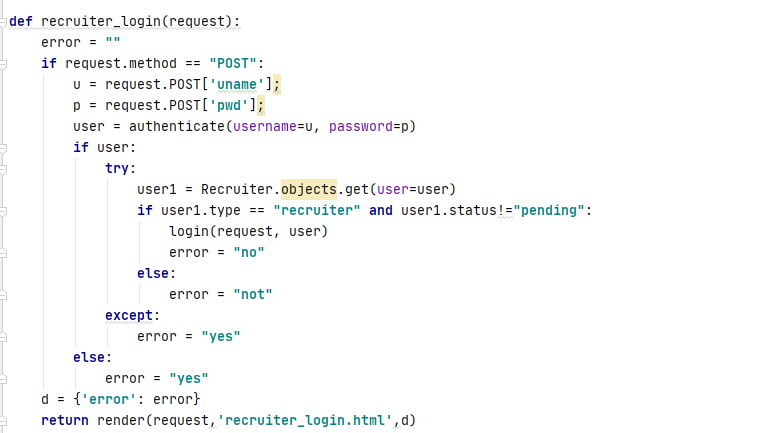 def recruiter_login(request):
    error = ""
    if request.method == "POST":
        u = request.POST['uname'];
        p = request.POST['pwd'];
        user = authenticate(username=u, password=p)
        if user:
            try:
                user1 = Recruiter.objects.get(user=user)
                if user1.type == "recruiter" and user1.status!="pending":
                    login(request, user)
                    error = "no"
                else:
                    error = "not"
            except:
                error = "yes"
        else:
            error = "yes"
    d = {'error': error}
    return render(request,'recruiter_login.html',d)